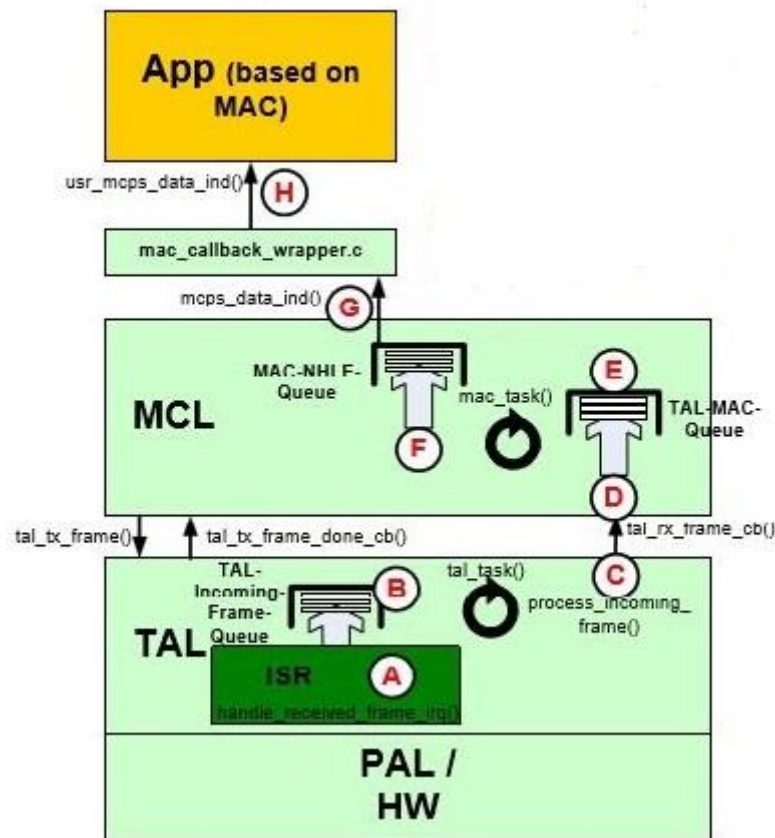 App (based on
MAC)
usr_mcps_data_ind()
H
mac_callback_wrapper.c
mcps_data_ind()
G
MAC-NHLE-
Queue
mac_task()
E
TAL-MAC-
Queue
MCL
F
D
tal_tx_frame()
tal_tx_frame_done_cb()
tal_rx_frame_cb()
TAL-
Incoming-
Frame-
Queue
B
tal_task()
C
process_incoming_
frame()
TAL
ISR
A
handle_received_frame_irq()
PAL /
HW